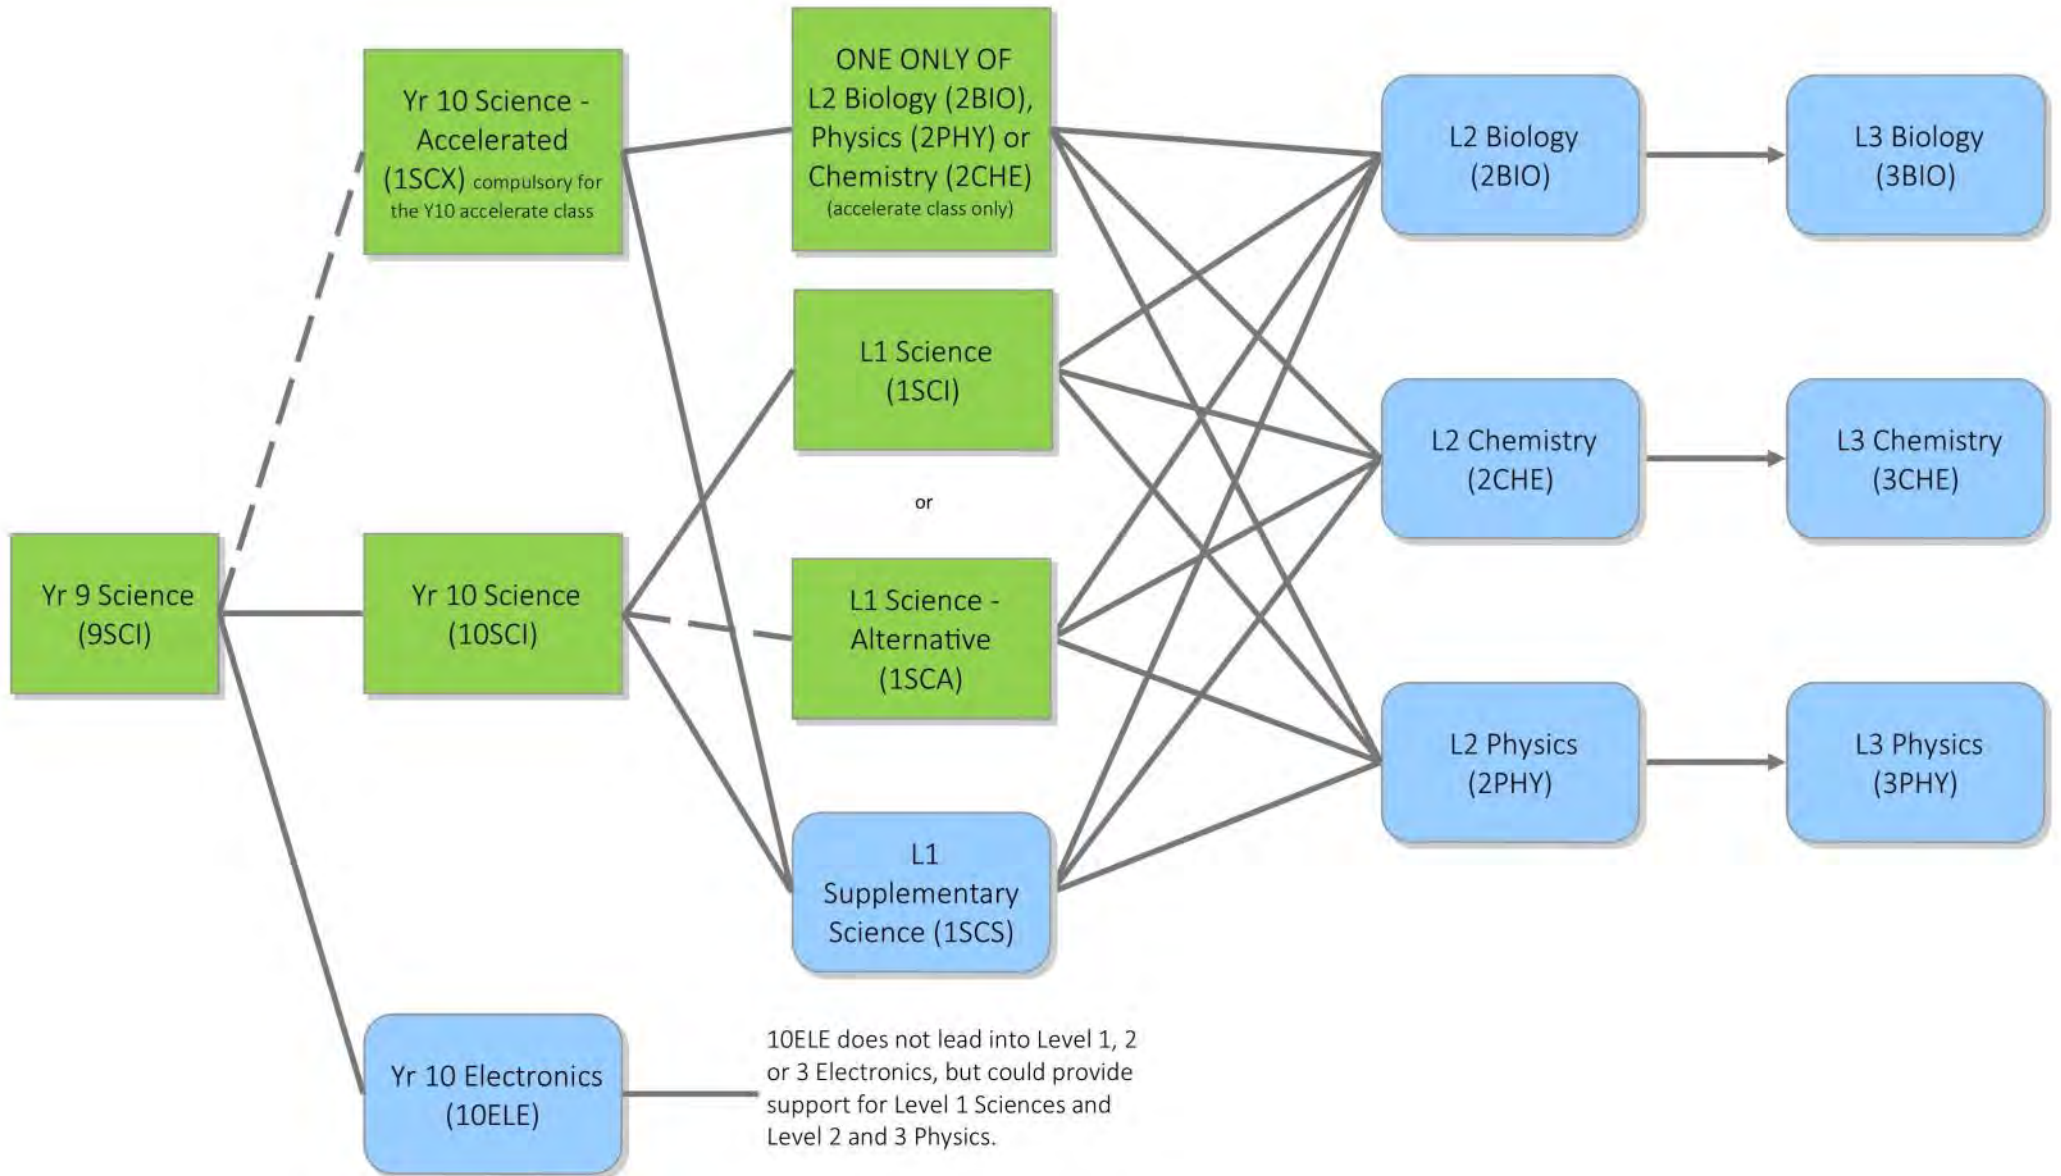 Yr 10 Science -
Accelerated
(1SCX) compulsory for
the Y10 accelerate class
ONE ONLY OF
L2 Biology (2BIO),
Physics (2PHY) or
Chemistry (2CHE)
(accelerate class only)
L2 Biology
(2BIO)
L3 Biology
(3BIO)
L1 Science
(1SCI)
or
L2 Chemistry
(2CHE)
L3 Chemistry
(3CHE)
Yr 9 Science
(9SCI)
Yr 10 Science
(10SCI)
L1 Science -
Alternative
(1SCA)
L2 Physics
(2PHY)
L3 Physics
(3PHY)
L1
Supplementary
Science (1SCS)
Yr 10 Electronics
(10ELE)
10ELE does not lead into Level 1, 2
or 3 Electronics, but could provide
support for Level 1 Sciences and
Level 2 and 3 Physics.